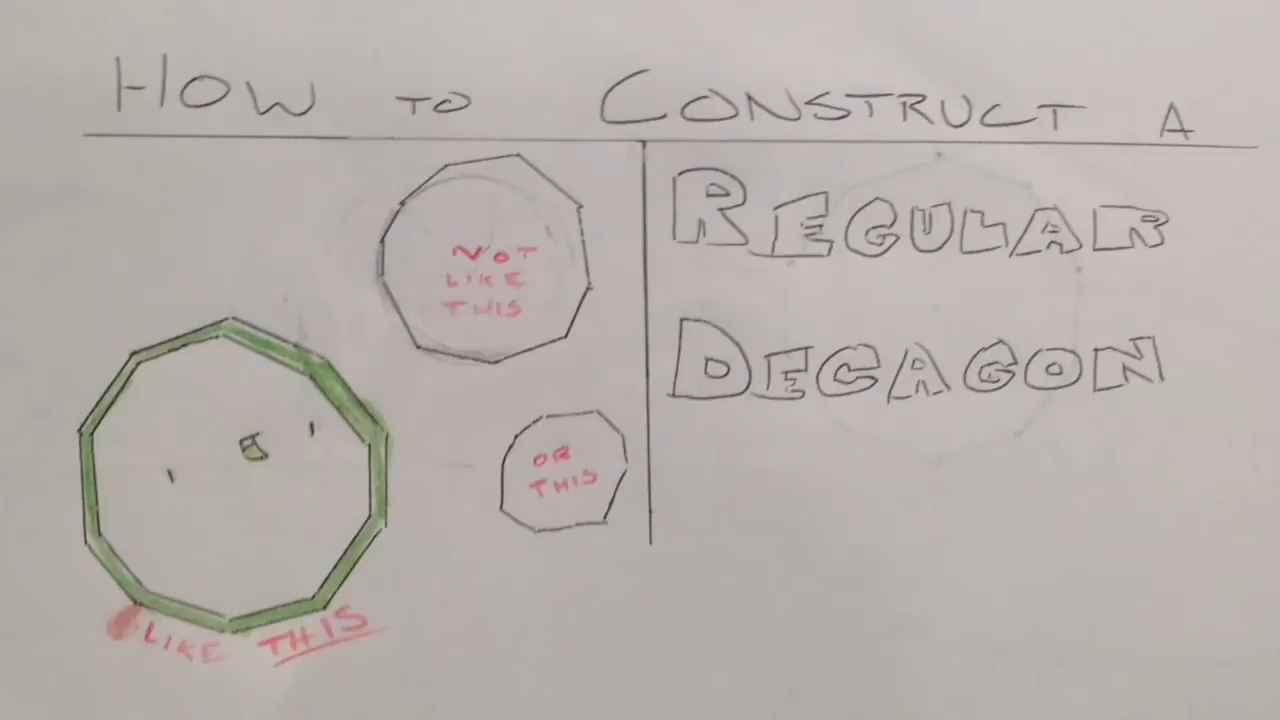 HOW TO CONSTRUCT A
REGULAR
DECAGON
NOT
LIKE
THIS
OR
THIS
LIKE THIS